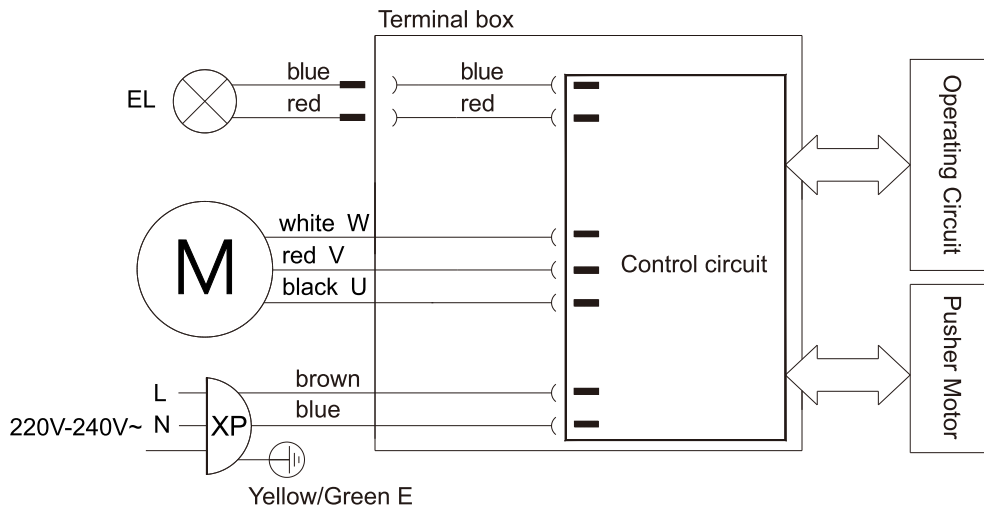 Terminal box
blue
blue
EL
red
red
Operating Circuit
white W
M
red V
Control circuit
black U
Pusher Motor
L
brown
220V-240V~ N
XP
blue
Yellow/Green E